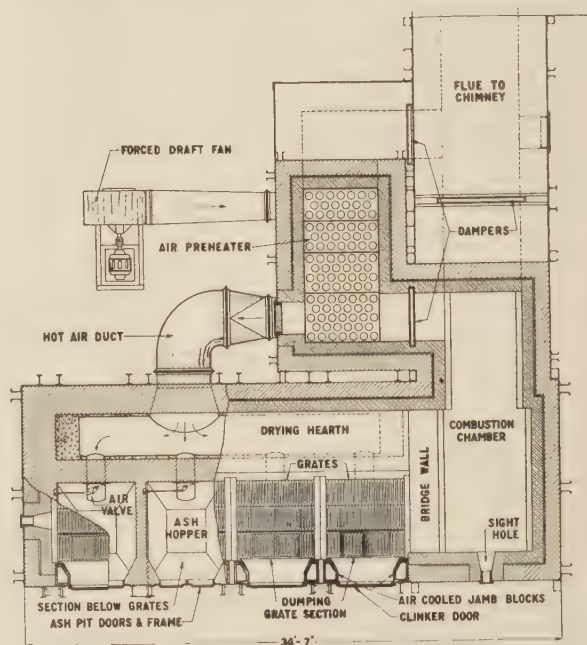 FLUE TO
CHIMNEY
FORCED DRAFT FAN
AIR PREHEATER
DAMPERS
HOT AIR DUCT
DRYING HEARTH
COMBUSTION
CHAMBER
GRATES
BRIDGE WALL
AIR
VALVE
ASH
HOPPER
SIGHT
HOLE
SECTION BELOW GRATES
DUMPING
GRATE SECTION
AIR COOLED JAMB BLOCKS
ASH PIT DOORS & FRAME
CLINKER DOOR
34'-7"